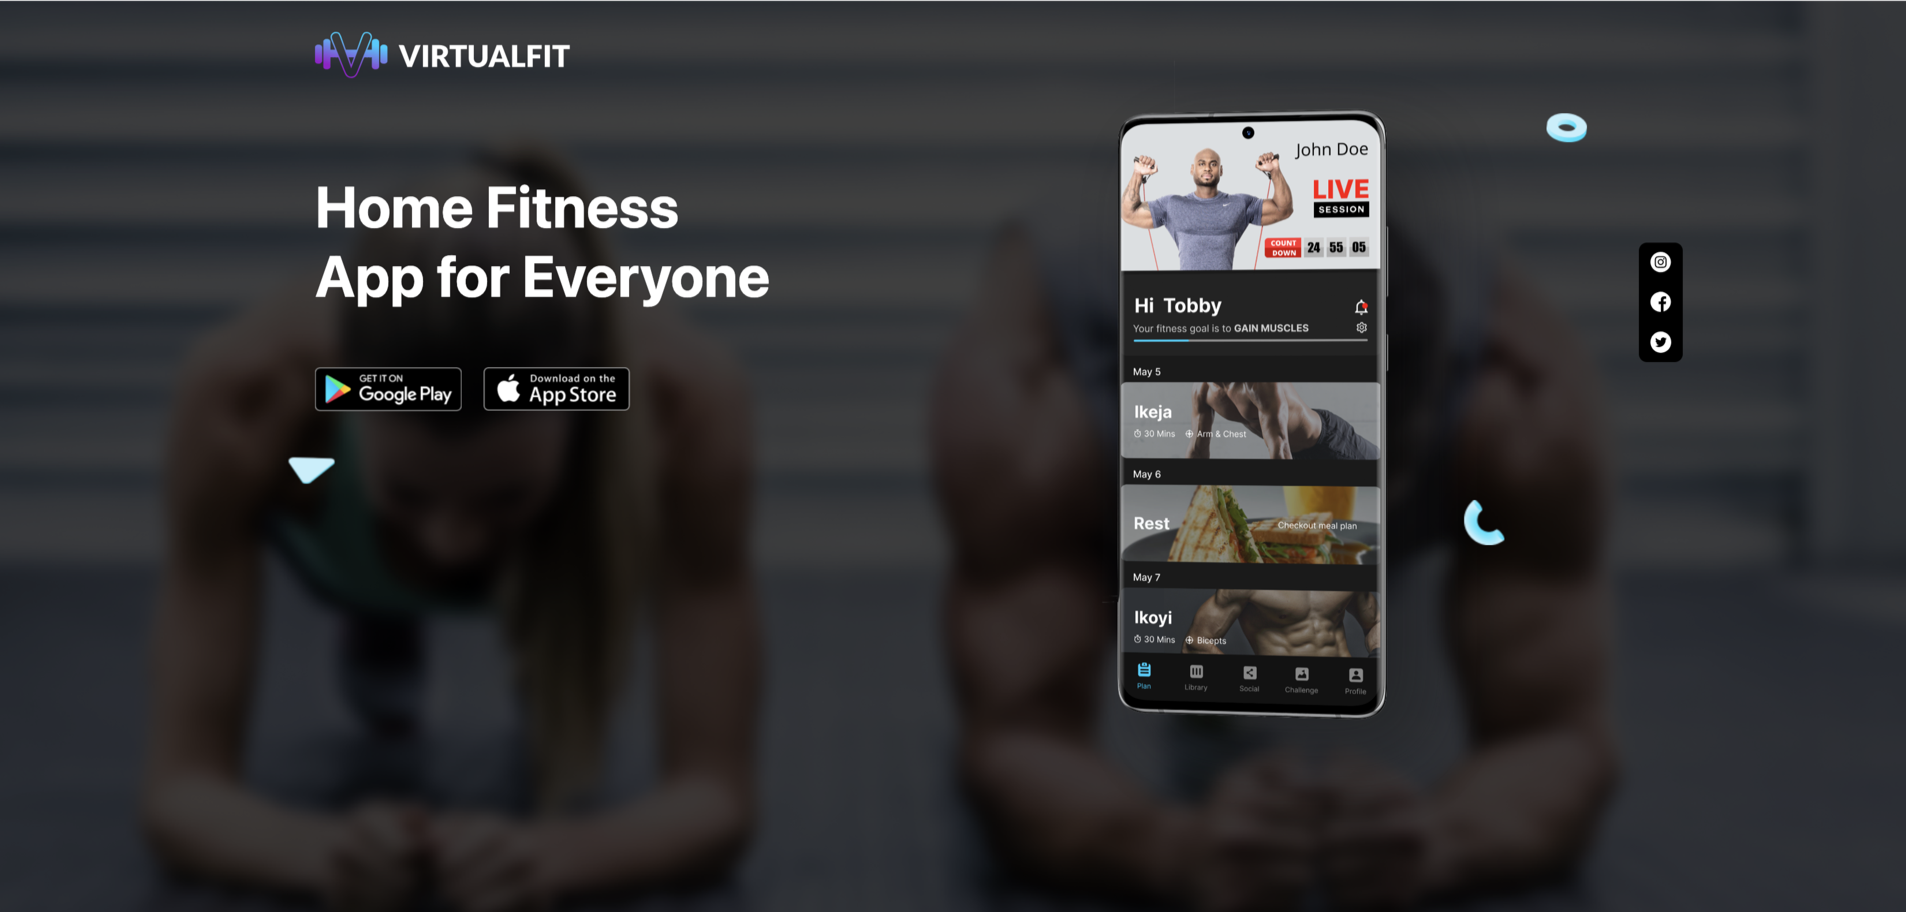 VIRTUALFIT
Home Fitness
App for Everyone
GET IT ON
Google Play
Download on the
App Store
John Doe
LIVE
SESSION
COUNT
DOWN
24 55 05
Hi Tobby
Your fitness goal is to GAIN MUSCLES
May 5
Ikeja
30 Mins Arm & Chest
May 6
Rest
Checkout meal plan
May 7
Ikoyi
30 Mins Bicepts
Plan Library Social Challenge Profile